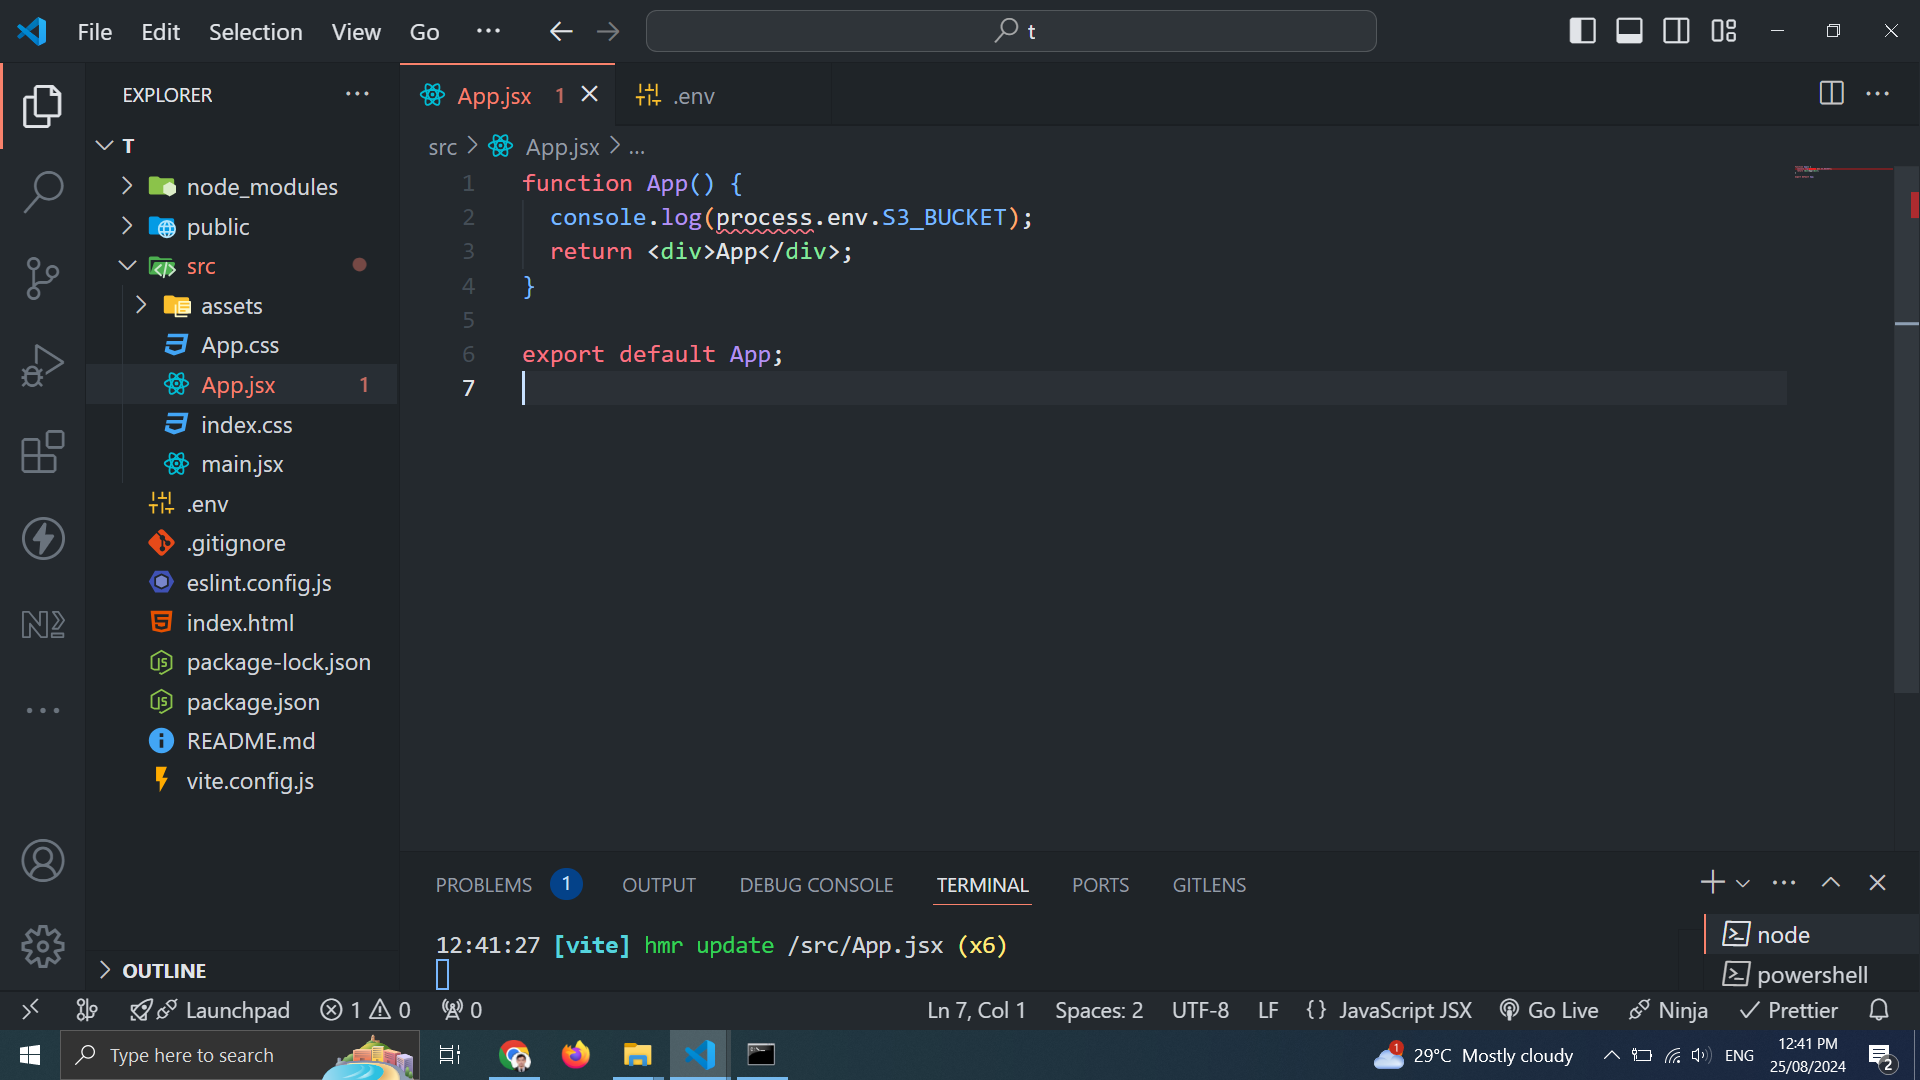 File Edit Selection View Go
t
EXPLORER
T
node_modules
public
src
assets
App.css
App.jsx 1
index.css
main.jsx
.env
.gitignore
eslint.config.js
index.html
package-lock.json
package.json
README.md
vite.config.js
OUTLINE
App.jsx 1
.env
src > App.jsx > ...
1 function App() {
2 console.log(process.env.S3_BUCKET);
3 return <div>App</div>;
4 }
5
6 export default App;
7
PROBLEMS 1 OUTPUT DEBUG CONSOLE TERMINAL PORTS GITLENS
12:41:27 [vite] hmr update /src/App.jsx (x6)
node
powershell
Launchpad 1 0 0 Ln 7, Col 1 Spaces: 2 UTF-8 LF {} JavaScript JSX Go Live Ninja Prettier
Type here to search
1 29°C Mostly cloudy ENG
12:41 PM
25/08/2024
2